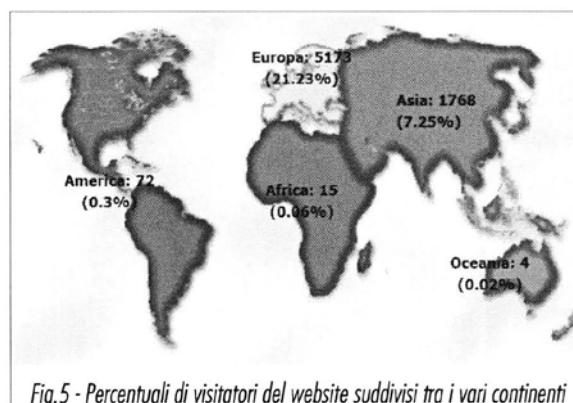 Europa: 5173
(21.23%)
Asia: 1768
(7.25%)
America: 72
(0.3%
Africa: 15
(0.06%)
Oceania: 4
(0.02%)
Fig.5 - Percentuali di visitatori del website suddivisi tra i vari continenti